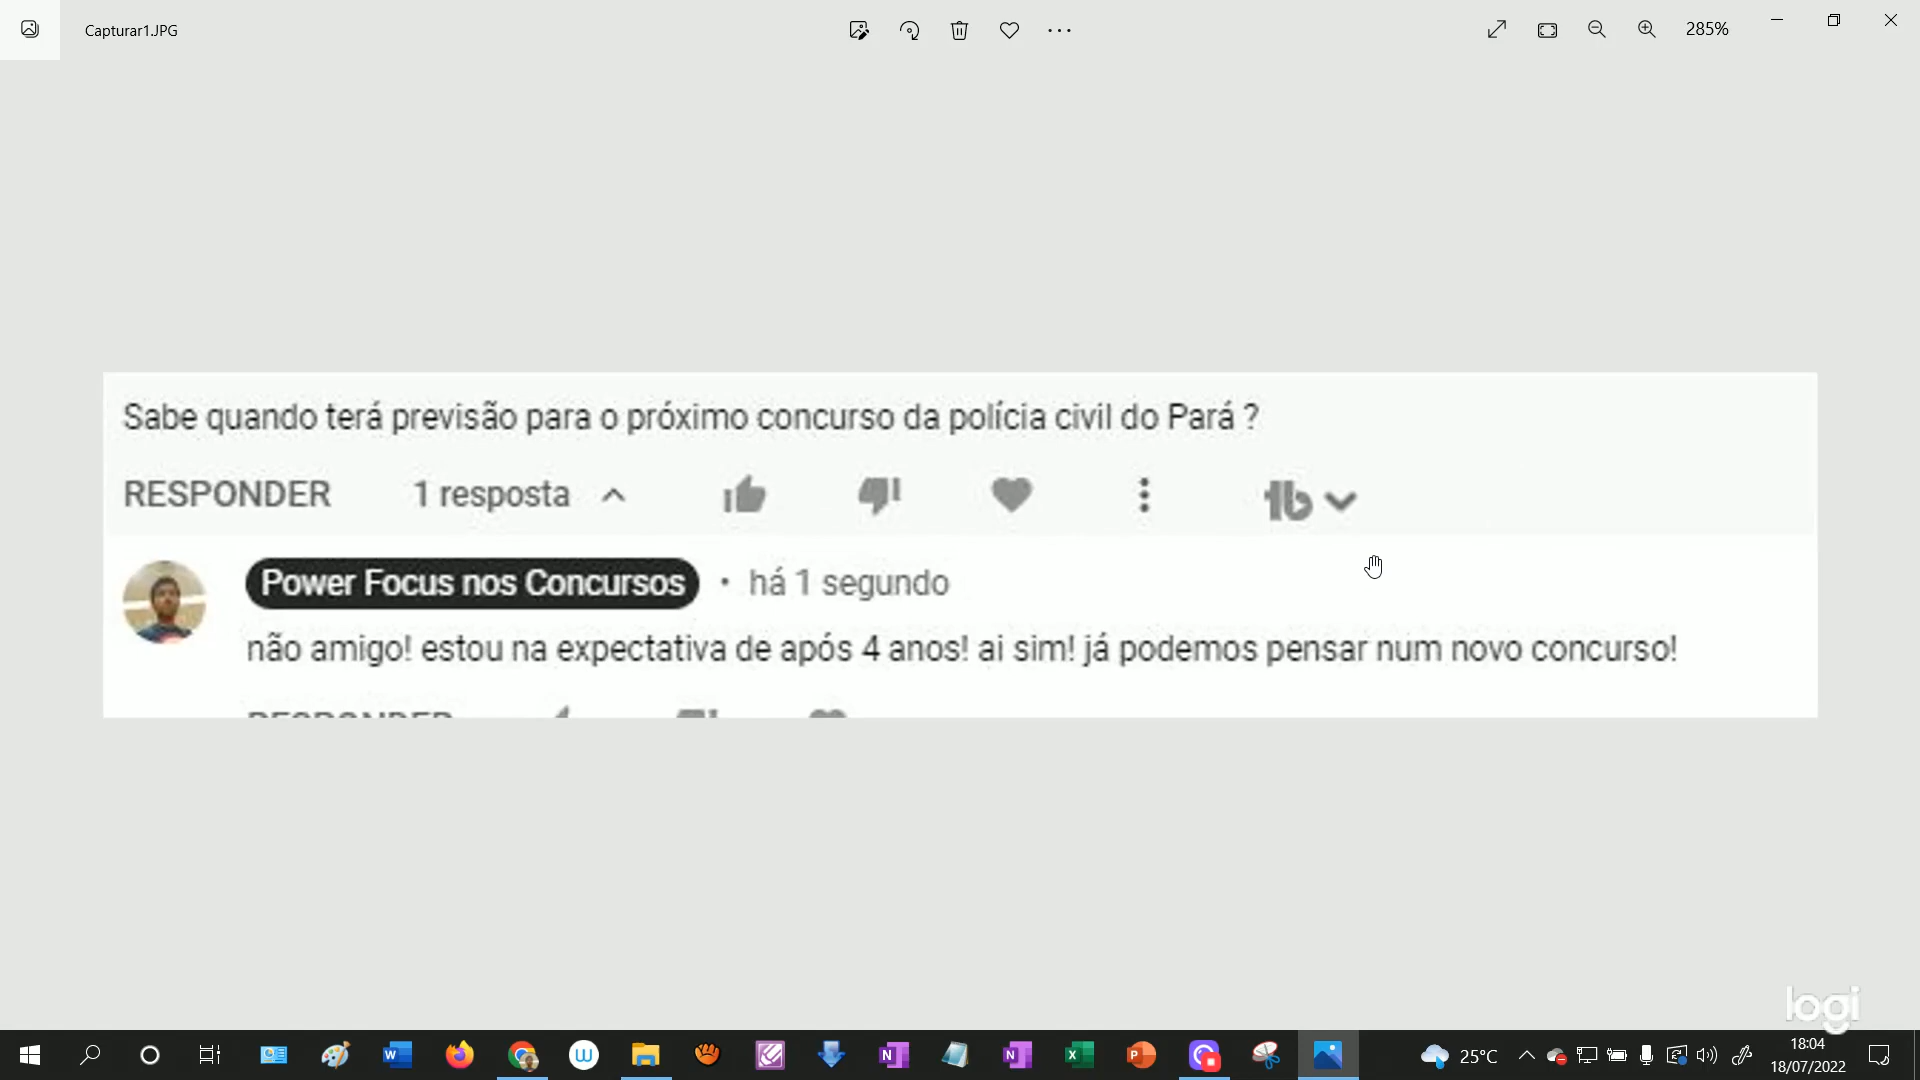 Capturar1.JPG
285%
Sabe quando terá previsão para o próximo concurso da polícia civil do Pará ?
RESPONDER 1 resposta
Power Focus nos Concursos • há 1 segundo
não amigo! estou na expectativa de após 4 anos! ai sim! já podemos pensar num novo concurso!
RESPONDER
logi
25°C
18:04
18/07/2022